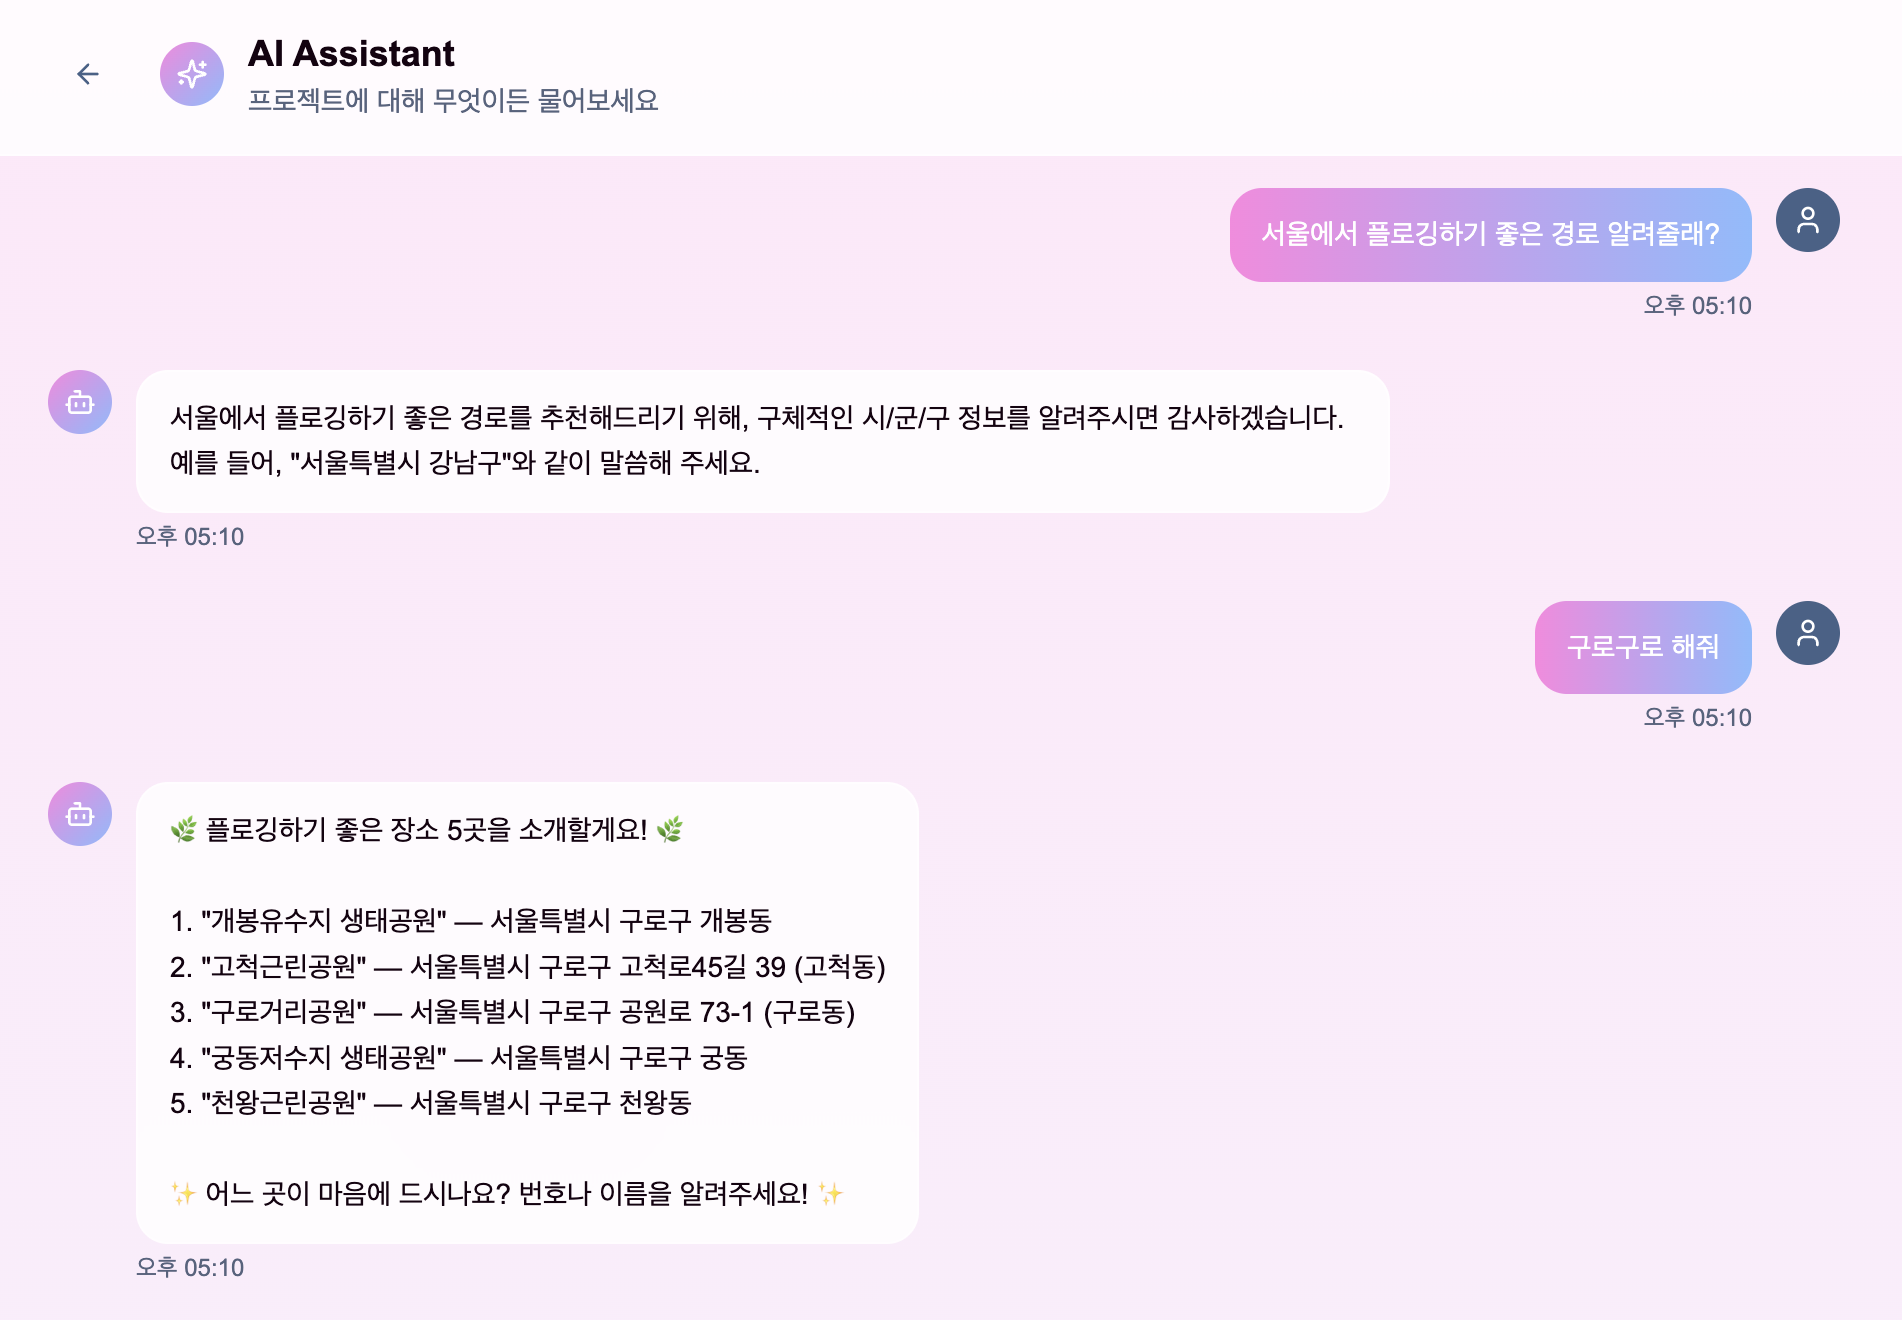 AI Assistant
프로젝트에 대해 무엇이든 물어보세요
서울에서 플로깅하기 좋은 경로 알려줄래?
오후 05:10
서울에서 플로깅하기 좋은 경로를 추천해드리기 위해, 구체적인 시/군/구 정보를 알려주시면 감사하겠습니다.
예를 들어, "서울특별시 강남구"와 같이 말씀해 주세요.
오후 05:10
구로구로 해줘
오후 05:10
🌿 플로깅하기 좋은 장소 5곳을 소개할게요! 🌿
1. "개봉유수지 생태공원" — 서울특별시 구로구 개봉동
2. "고척근린공원" — 서울특별시 구로구 고척로45길 39 (고척동)
3. "구로거리공원" — 서울특별시 구로구 공원로 73-1 (구로동)
4. "궁동저수지 생태공원" — 서울특별시 구로구 궁동
5. "천왕근린공원" — 서울특별시 구로구 천왕동
✨ 어느 곳이 마음에 드시나요? 번호나 이름을 알려주세요! ✨
오후 05:10